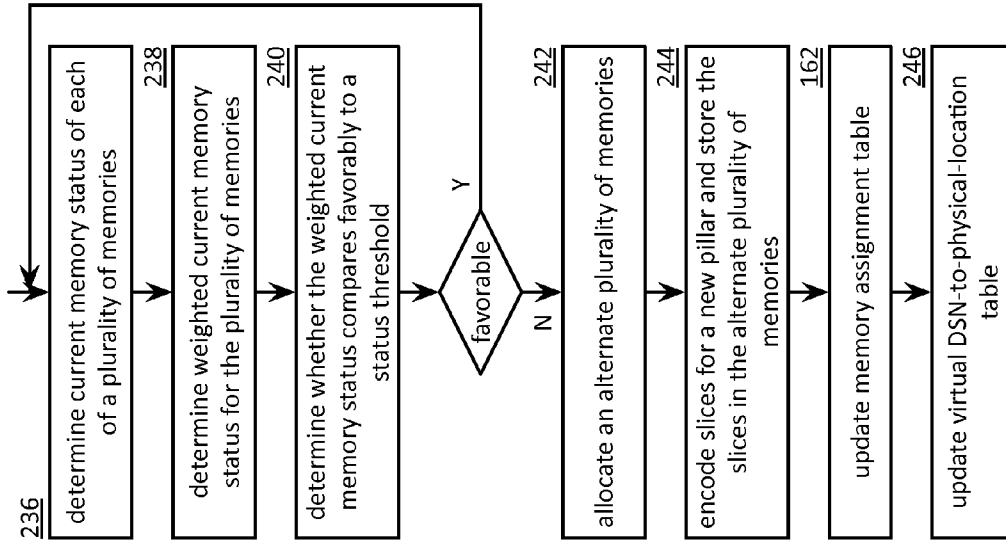 236
determine current memory status of each
of a plurality of memories
238
determine weighted current memory
status for the plurality of memories
240
determine whether the weighted current
memory status compares favorably to a
status threshold
favorable
Y
N
242
allocate an alternate plurality of memories
244
encode slices for a new pillar and store the
slices in the alternate plurality of
memories
162
update memory assignment table
246
update virtual DSN-to-physical-location
table